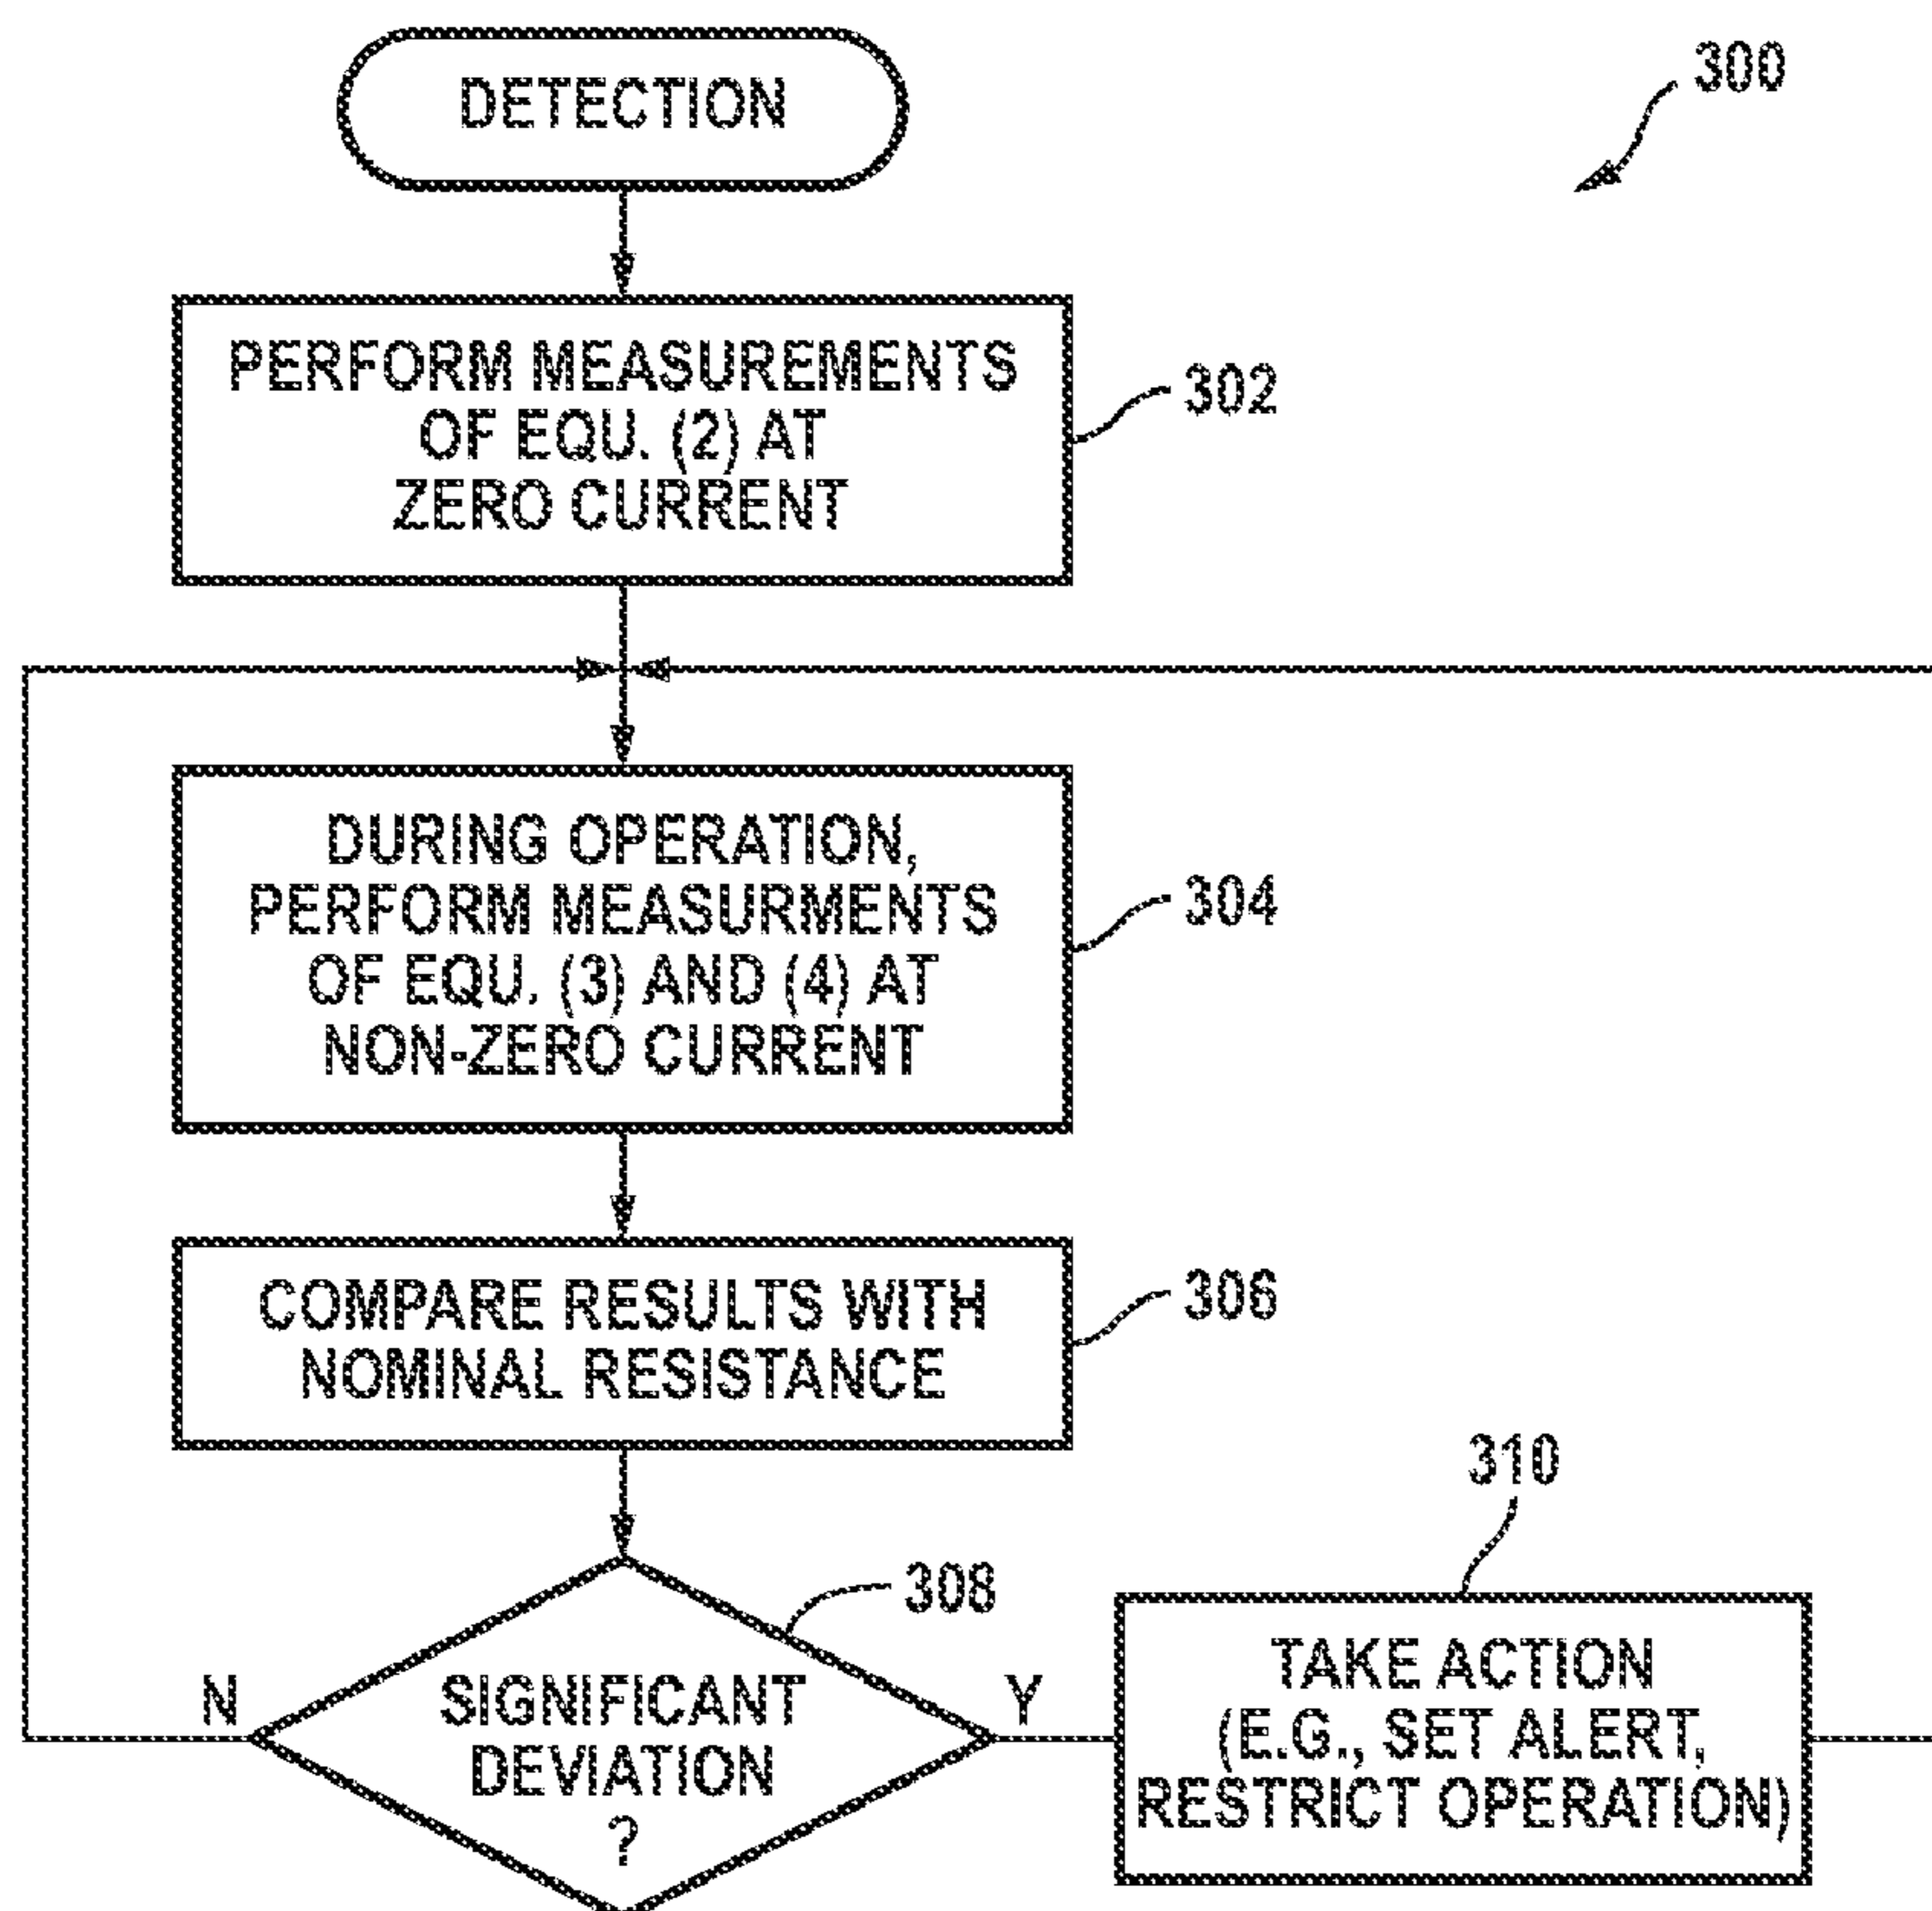 DETECTION
300
PERFORM MEASUREMENTS
OF EQU. (2) AT
ZERO CURRENT
302
DURING OPERATION,
PERFORM MEASURMENTS
OF EQU. (3) AND (4) AT
NON-ZERO CURRENT
304
COMPARE RESULTS WITH
NOMINAL RESISTANCE
306
308
310
N
SIGNIFICANT
DEVIATION
?
Y
TAKE ACTION
(E.G., SET ALERT,
RESTRICT OPERATION)